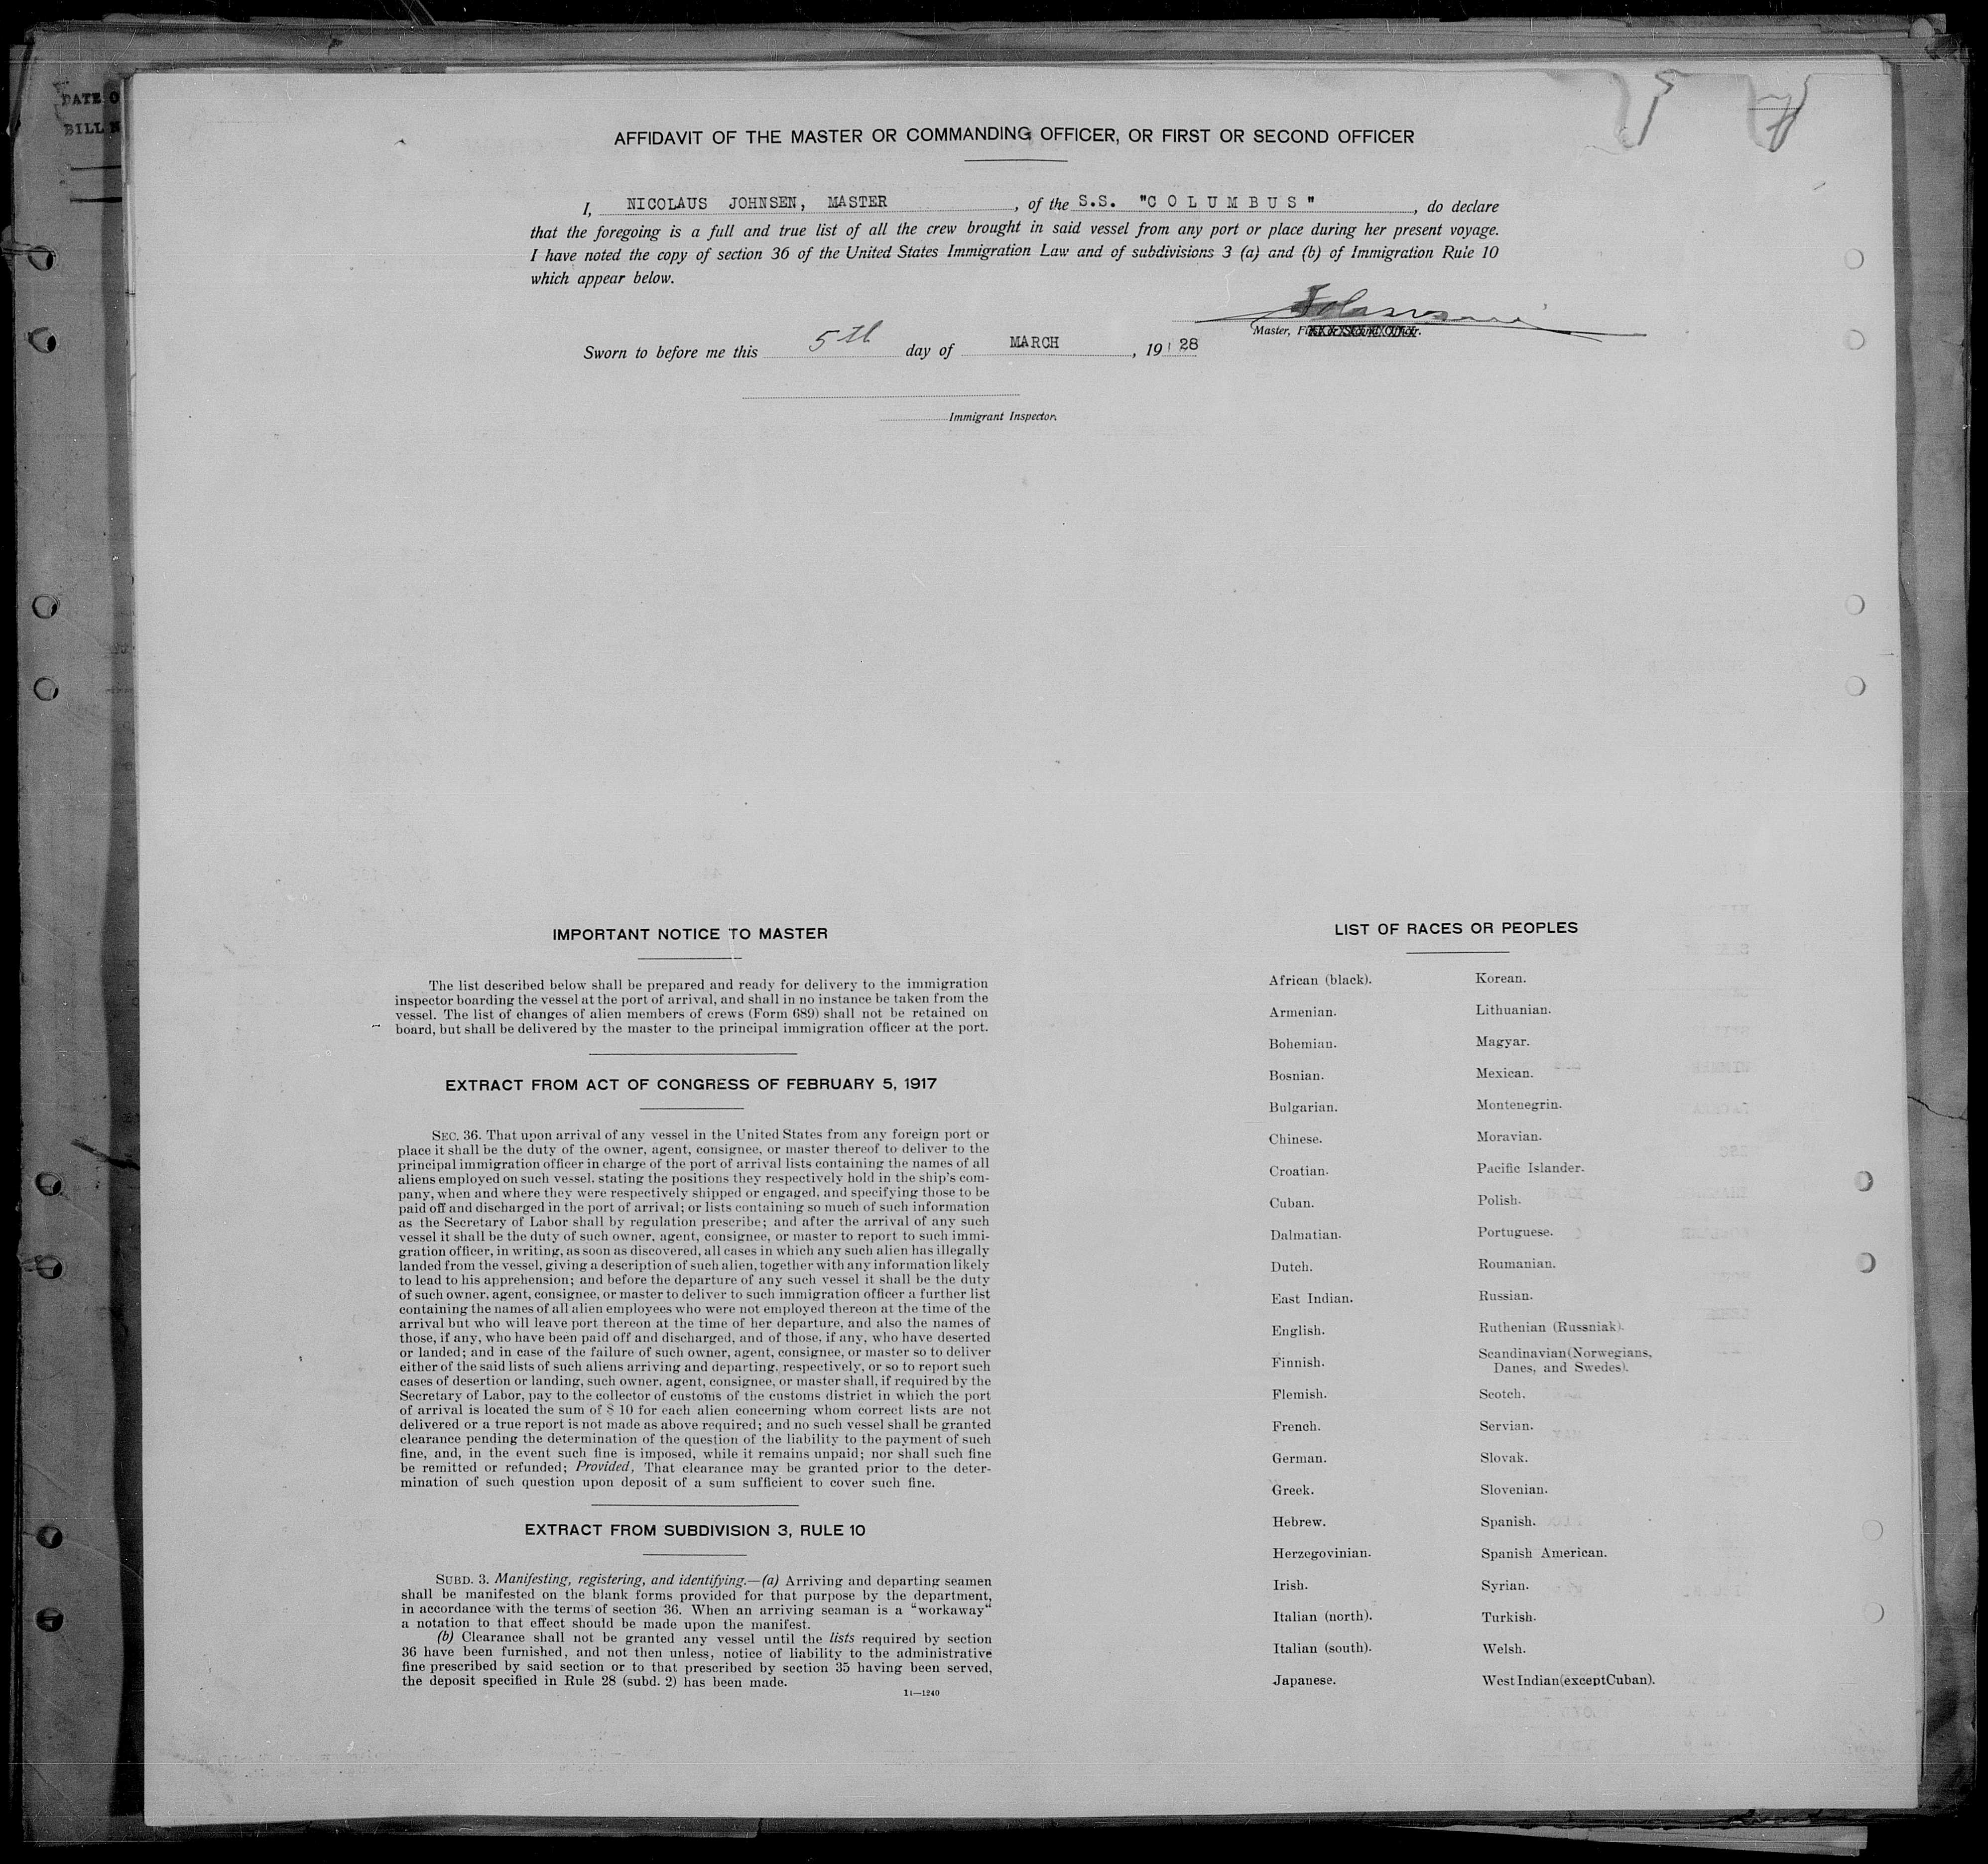 DATE O
BILL N
AFFIDAVIT OF THE MASTER OR COMMANDING OFFICER, OR FIRST OR SECOND OFFICER
I, NICOLAUS JOHNSEN, MASTER, of the S.S. "C O L U M B U S", do declare
that the foregoing is a full and true list of all the crew brought in said vessel from any port or place during her present voyage.
I have noted the copy of section 36 of the United States Immigration Law and of subdivisions 3 (a) and (b) of Immigration Rule 10
which appear below.
Master,
Sworn to before me this 5th day of MARCH, 19 28
Immigrant Inspector.
IMPORTANT NOTICE TO MASTER
The list described below shall be prepared and ready for delivery to the immigration
inspector boarding the vessel at the port of arrival, and shall in no instance be taken from the
vessel. The list of changes of alien members of crews (Form 689) shall not be retained on
board, but shall be delivered by the master to the principal immigration officer at the port.
EXTRACT FROM ACT OF CONGRESS OF FEBRUARY 5, 1917
SEC. 36. That upon arrival of any vessel in the United States from any foreign port or
place it shall be the duty of the owner, agent, consignee, or master thereof to deliver to the
principal immigration officer in charge of the port of arrival lists containing the names of all
aliens employed on such vessel, stating the positions they respectively hold in the ship's com-
pany, when and where they were respectively shipped or engaged, and specifying those to be
paid off and discharged in the port of arrival; or lists containing so much of such information
as the Secretary of Labor shall by regulation prescribe; and after the arrival of any such
vessel it shall be the duty of such owner, agent, consignee, or master to report to such immi-
gration officer, in writing, as soon as discovered, all cases in which any such alien has illegally
landed from the vessel, giving a description of such alien, together with any information likely
to lead to his apprehension; and before the departure of any such vessel it shall be the duty
of such owner, agent, consignee, or master to deliver to such immigration officer a further list
containing the names of all alien employees who were not employed thereon at the time of the
arrival but who will leave port thereon at the time of her departure, and also the names of
those, if any, who have been paid off and discharged, and of those, if any, who have deserted
or landed; and in case of the failure of such owner, agent, consignee, or master so to deliver
either of the said lists of such aliens arriving and departing, respectively, or so to report such
cases of desertion or landing, such owner, agent, consignee, or master shall, if required by the
Secretary of Labor, pay to the collector of customs of the customs district in which the port
of arrival is located the sum of $ 10 for each alien concerning whom correct lists are not
delivered or a true report is not made as above required; and no such vessel shall be granted
clearance pending the determination of the question of the liability to the payment of such
fine, and, in the event such fine is imposed, while it remains unpaid; nor shall such fine
be remitted or refunded; Provided, That clearance may be granted prior to the deter-
mination of such question upon deposit of a sum sufficient to cover such fine.
EXTRACT FROM SUBDIVISION 3, RULE 10
SUBD. 3. Manifesting, registering, and identifying.—(a) Arriving and departing seamen
shall be manifested on the blank forms provided for that purpose by the department,
in accordance with the terms of section 36. When an arriving seaman is a "workaway"
a notation to that effect should be made upon the manifest.
(b) Clearance shall not be granted any vessel until the lists required by section
36 have been furnished, and not then unless, notice of liability to the administrative
fine prescribed by said section or to that prescribed by section 35 having been served,
the deposit specified in Rule 28 (subd. 2) has been made.
11—1240
LIST OF RACES OR PEOPLES
African (black).
Armenian.
Bohemian.
Bosnian.
Bulgarian.
Chinese.
Croatian.
Cuban.
Dalmatian.
Dutch.
East Indian.
English.
Finnish.
Flemish.
French.
German.
Greek.
Hebrew.
Herzegovinian.
Irish.
Italian (north).
Italian (south).
Japanese.
Korean.
Lithuanian.
Magyar.
Mexican.
Montenegrin.
Moravian.
Pacific Islander.
Polish.
Portuguese.
Roumanian.
Russian.
Ruthenian (Russniak).
Scandinavian (Norwegians,
Danes, and Swedes).
Scotch.
Servian.
Slovak.
Slovenian.
Spanish.
Spanish American.
Syrian.
Turkish.
Welsh.
West Indian (except Cuban).